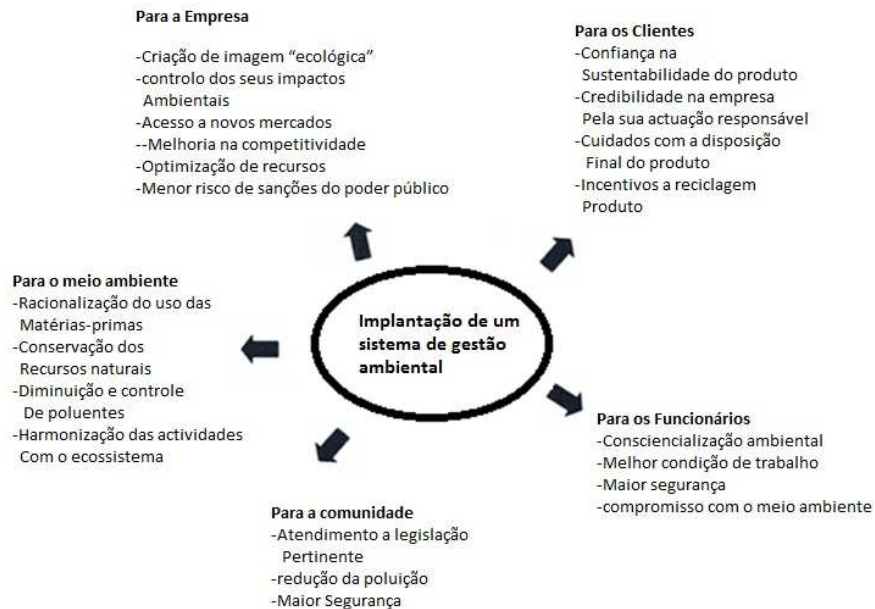 Para a Empresa
-Criação de imagem “ecológica”
-controlo dos seus impactos
Ambientais
-Acesso a novos mercados
--Melhoria na competitividade
-Optimização de recursos
-Menor risco de sanções do poder público
Para os Clientes
-Confiança na
Sustentabilidade do produto
-Credibilidade na empresa
Pela sua actuação responsável
-Cuidados com a disposição
Final do produto
-Incentivos a reciclagem
Produto
Para o meio ambiente
-Racionalização do uso das
Matérias-primas
-Conservação dos
Recursos naturais
-Diminuição e controle
De poluentes
-Harmonização das actividades
Com o ecossistema
Implantação de um
sistema de gestão
ambiental
Para os Funcionários
-Consciencialização ambiental
-Melhor condição de trabalho
-Maior segurança
-compromisso com o meio ambiente
Para a comunidade
-Atendimento a legislação
Pertinente
-redução da poluição
-Maior Segurança